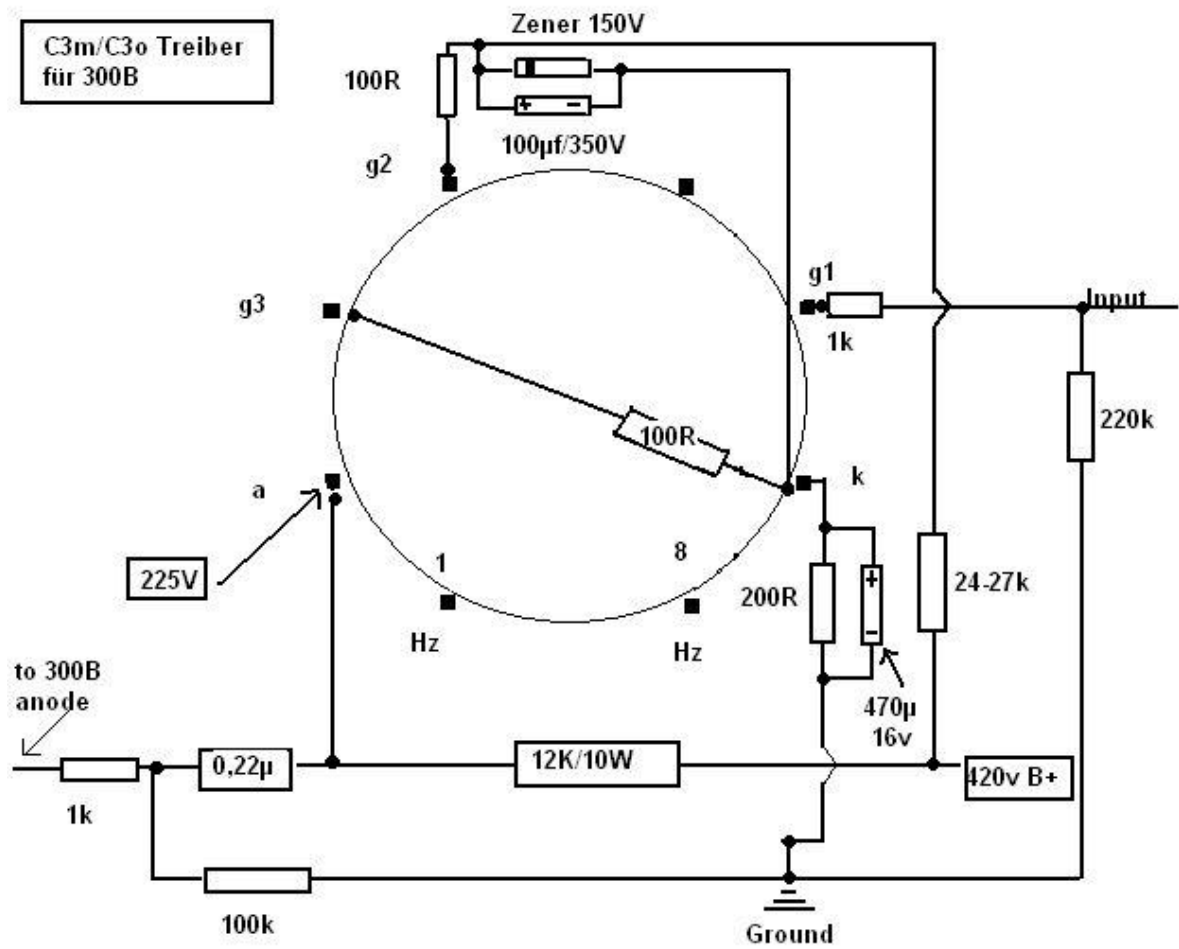 C3m/C3o Treiber
für 300B
Zener 150V
100R
+ -
100µf/350V
g2
g3
g1
1k
Input
220k
100R
k
a
225V
1
8
Hz
Hz
200R
+
-
470µ
16v
24-27k
to 300B
anode
1k
0,22µ
12K/10W
420v B+
100k
Ground